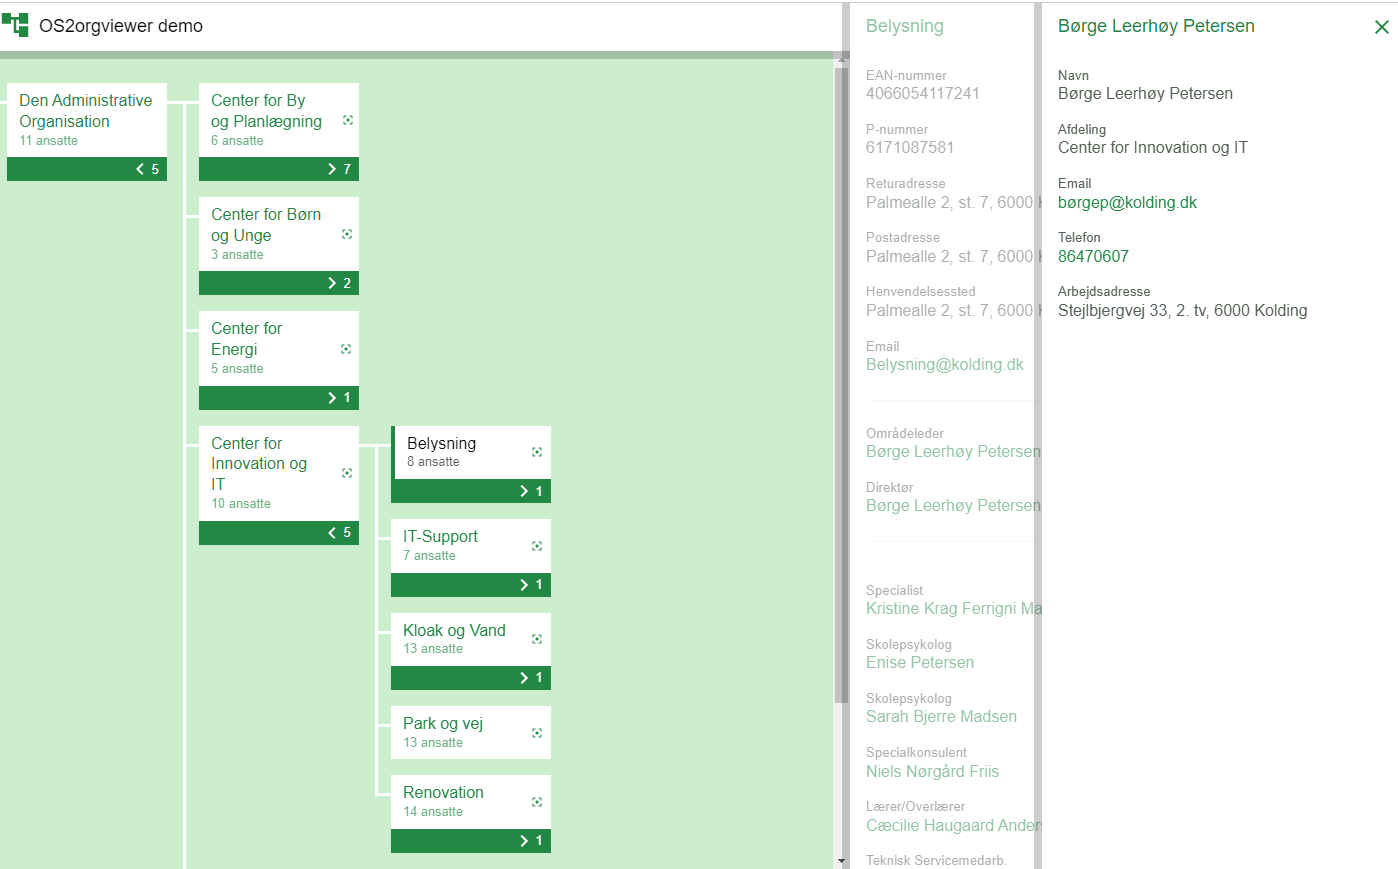 OS2orgviewer demo
Den Administrative
Organisation
11 ansatte
5
Center for By
og Planlægning
6 ansatte
7
Center for Børn
og Unge
3 ansatte
2
Center for
Energi
5 ansatte
1
Center for
Innovation og
IT
10 ansatte
5
Belysning
8 ansatte
1
IT-Support
7 ansatte
1
Kloak og Vand
13 ansatte
1
Park og vej
13 ansatte
Renovation
14 ansatte
1
Belysning
EAN-nummer
4066054117241
P-nummer
6171087581
Returadresse
Palmealle 2, st. 7, 6000
Postadresse
Palmealle 2, st. 7, 6000
Henvendelsessted
Palmealle 2, st. 7, 6000
Email
Belysning@kolding.dk
Områdeleder
Børge Leerhøy Petersen
Direktør
Børge Leerhøy Petersen
Specialist
Kristine Krag Ferrigni Ma
Skolepsykolog
Enise Petersen
Skolepsykolog
Sarah Bjerre Madsen
Specialkonsulent
Niels Nørgård Friis
Lærer/Overlærer
Cæcilie Haugaard Anders
Teknisk Servicemedarb.
Børge Leerhøy Petersen
Navn
Børge Leerhøy Petersen
Afdeling
Center for Innovation og IT
Email
børgep@kolding.dk
Telefon
86470607
Arbejdsadresse
Stejlbjergvej 33, 2. tv, 6000 Kolding